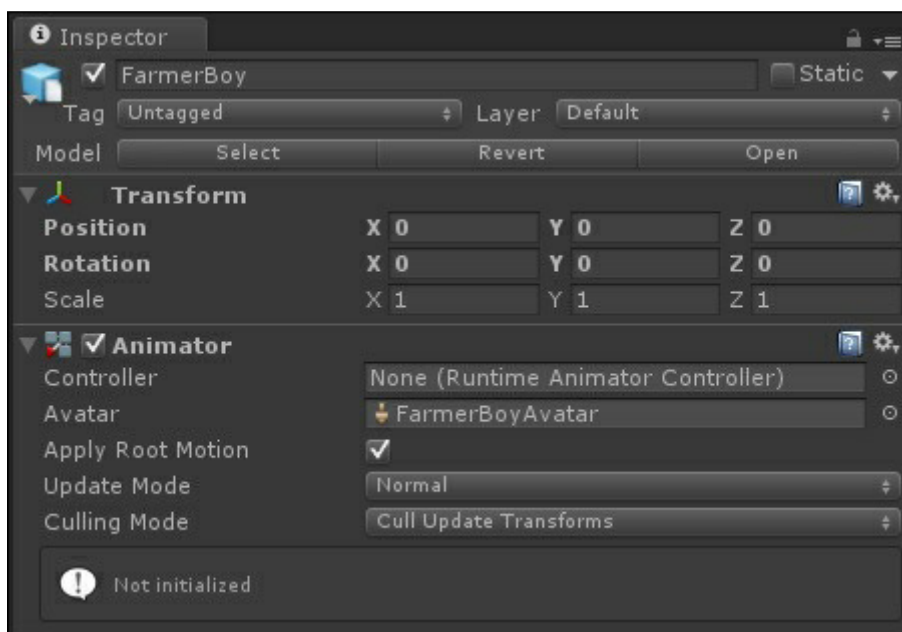 Inspector
FarmerBoy Static
Tag Untagged Layer Default
Model Select Revert Open
Transform
Position X 0 Y 0 Z 0
Rotation X 0 Y 0 Z 0
Scale X 1 Y 1 Z 1
Animator
Controller None (Runtime Animator Controller)
Avatar FarmerBoyAvatar
Apply Root Motion
Update Mode Normal
Culling Mode Cull Update Transforms
Not initialized